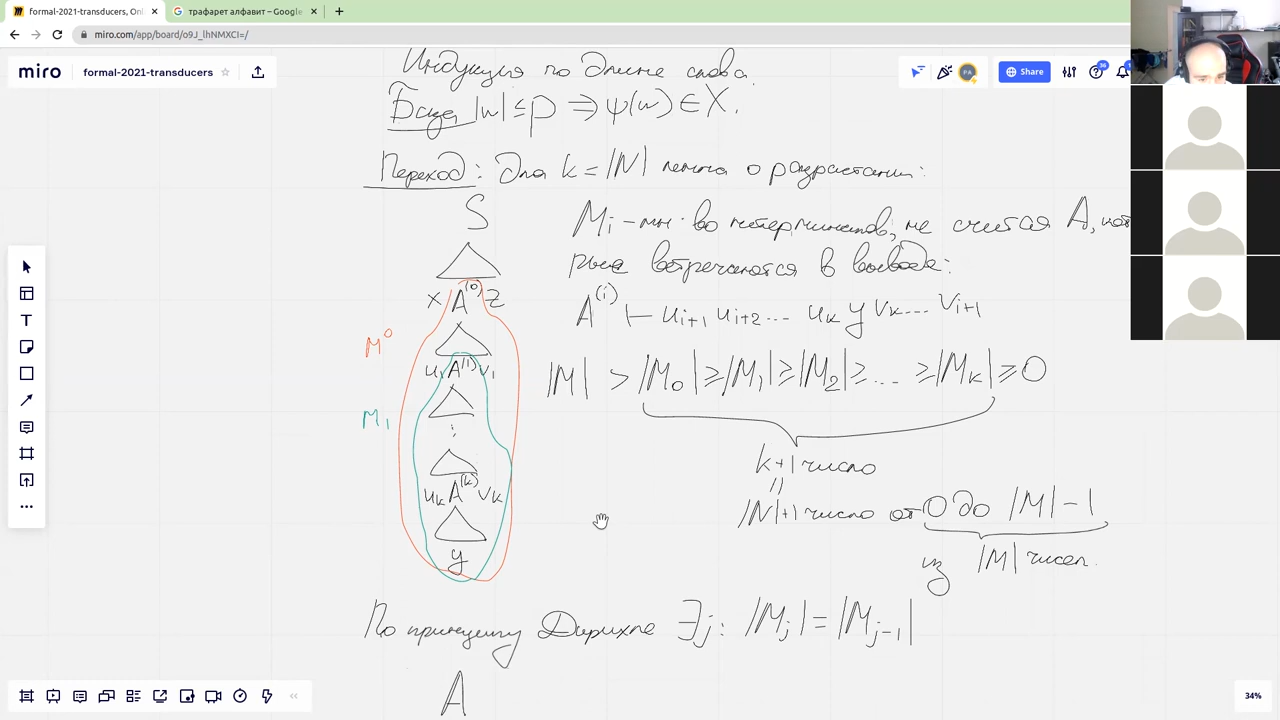 formal-2021-transducers, Onl
трафарет алфавит – Google
miro.com/app/board/o9J_lhNMXCI=/
miro
formal-2021-transducers
PA
Share
Индукция по длине слова.
База |w| ≤ p ⇒ ψ(w) ∈ X.
Переход: Для k = |N| лемма о разрастании:
S
M_i – мн-во нетерминалов, не считая A, кот
рые встречаются в выводе:
x A^(0) z
A^(i) ⊢ u_{i+1} u_{i+2} ... u_k y v_k ... v_{i+1}
M^0
u_1 A^(1) v_1
|N| > |M_0| ≥ |M_1| ≥ |M_2| ≥ ... ≥ |M_k| ≥ 0
M_1
⋮
k+1 число
u_k A^(k) v_k
||
|N|+1 число от 0 до |N| – 1
y
из |N| чисел.
По принципу Дирихле ∃j: |M_j| = |M_{j-1}|
A
34%